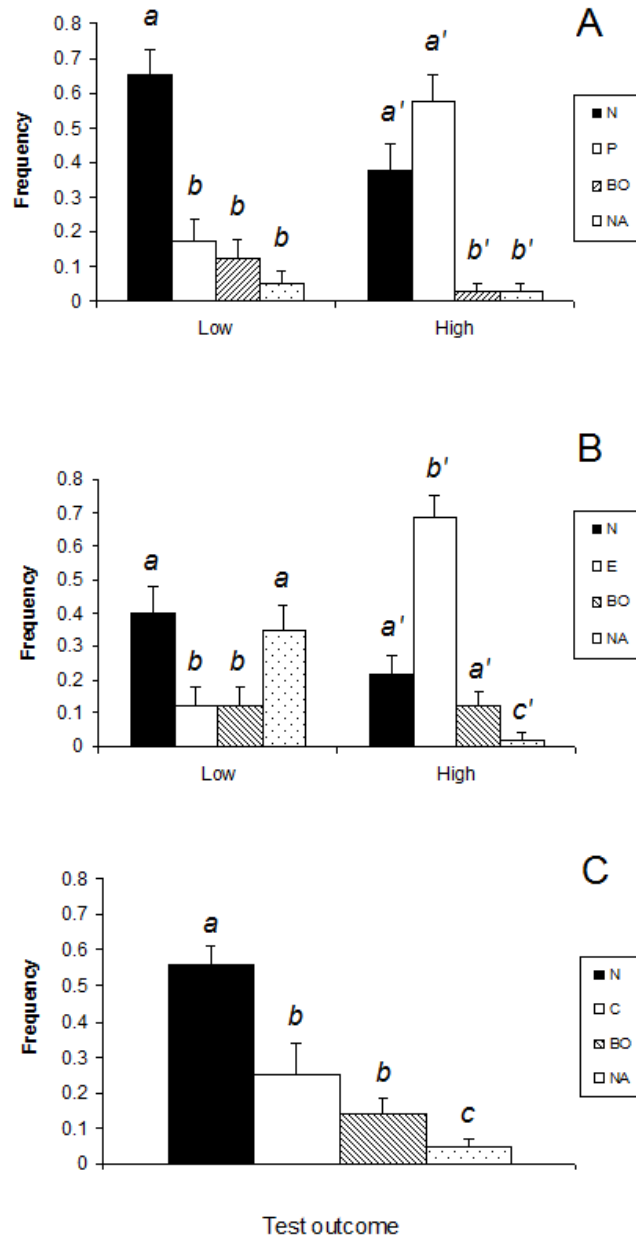 A
0.8
0.7
0.6
0.5
0.4
0.3
0.2
0.1
0
Frequency
a
b
b
b
a'
a'
b'
b'
Low
High
N
P
BO
NA
B
0.8
0.7
0.6
0.5
0.4
0.3
0.2
0.1
0
Frequency
a
b
b
a
a'
b'
a'
c'
Low
High
N
E
BO
NA
C
0.8
0.7
0.6
0.5
0.4
0.3
0.2
0.1
0
Frequency
a
b
b
c
N
C
BO
NA
Test outcome